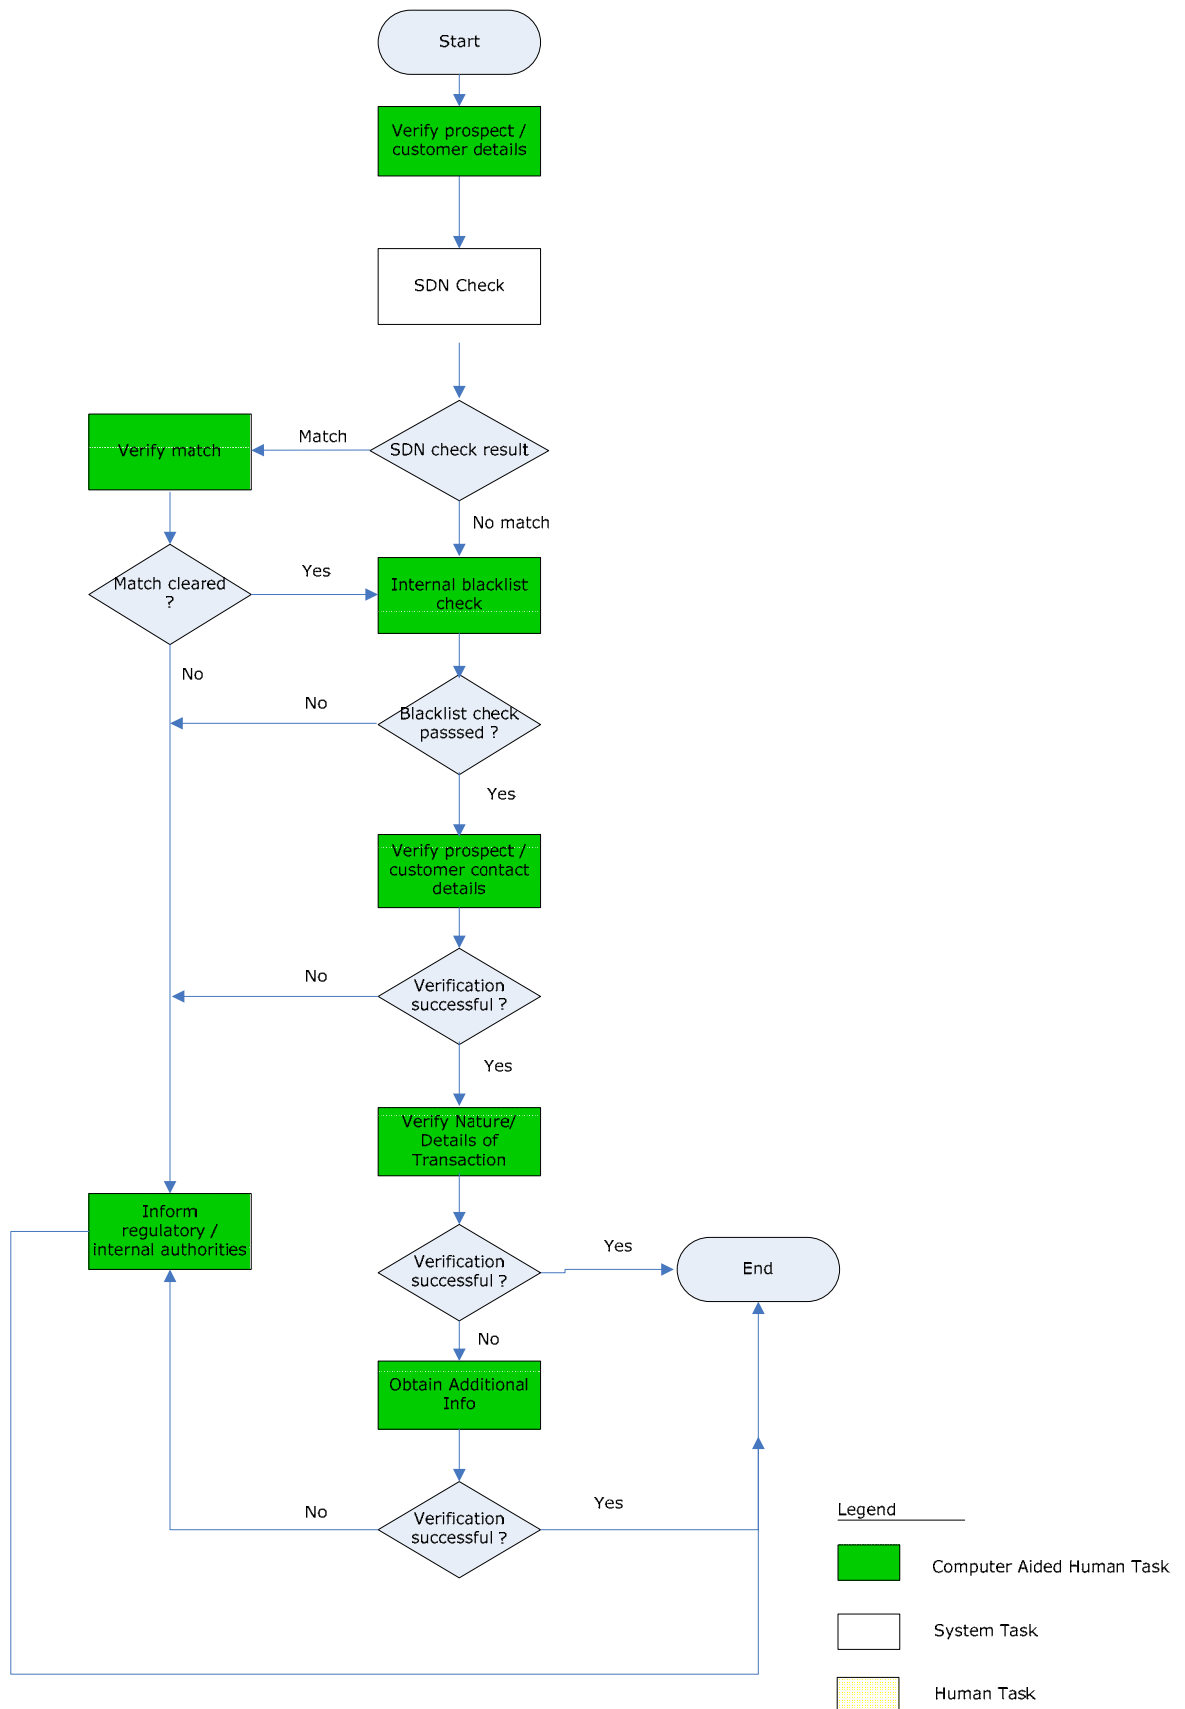 Start
Verify prospect /
customer details
SDN Check
Match
Verify match
SDN check result
No match
Match cleared
?
Yes
Internal blacklist
check
No
No
Blacklist check
passsed ?
Yes
Verify prospect /
customer contact
details
No
Verification
successful ?
Yes
Verify Nature/
Details of
Transaction
Inform
regulatory /
internal authorities
Verification
successful ?
Yes
End
No
Obtain Additional
Info
No
Verification
successful ?
Yes
Legend
Computer Aided Human Task
System Task
Human Task